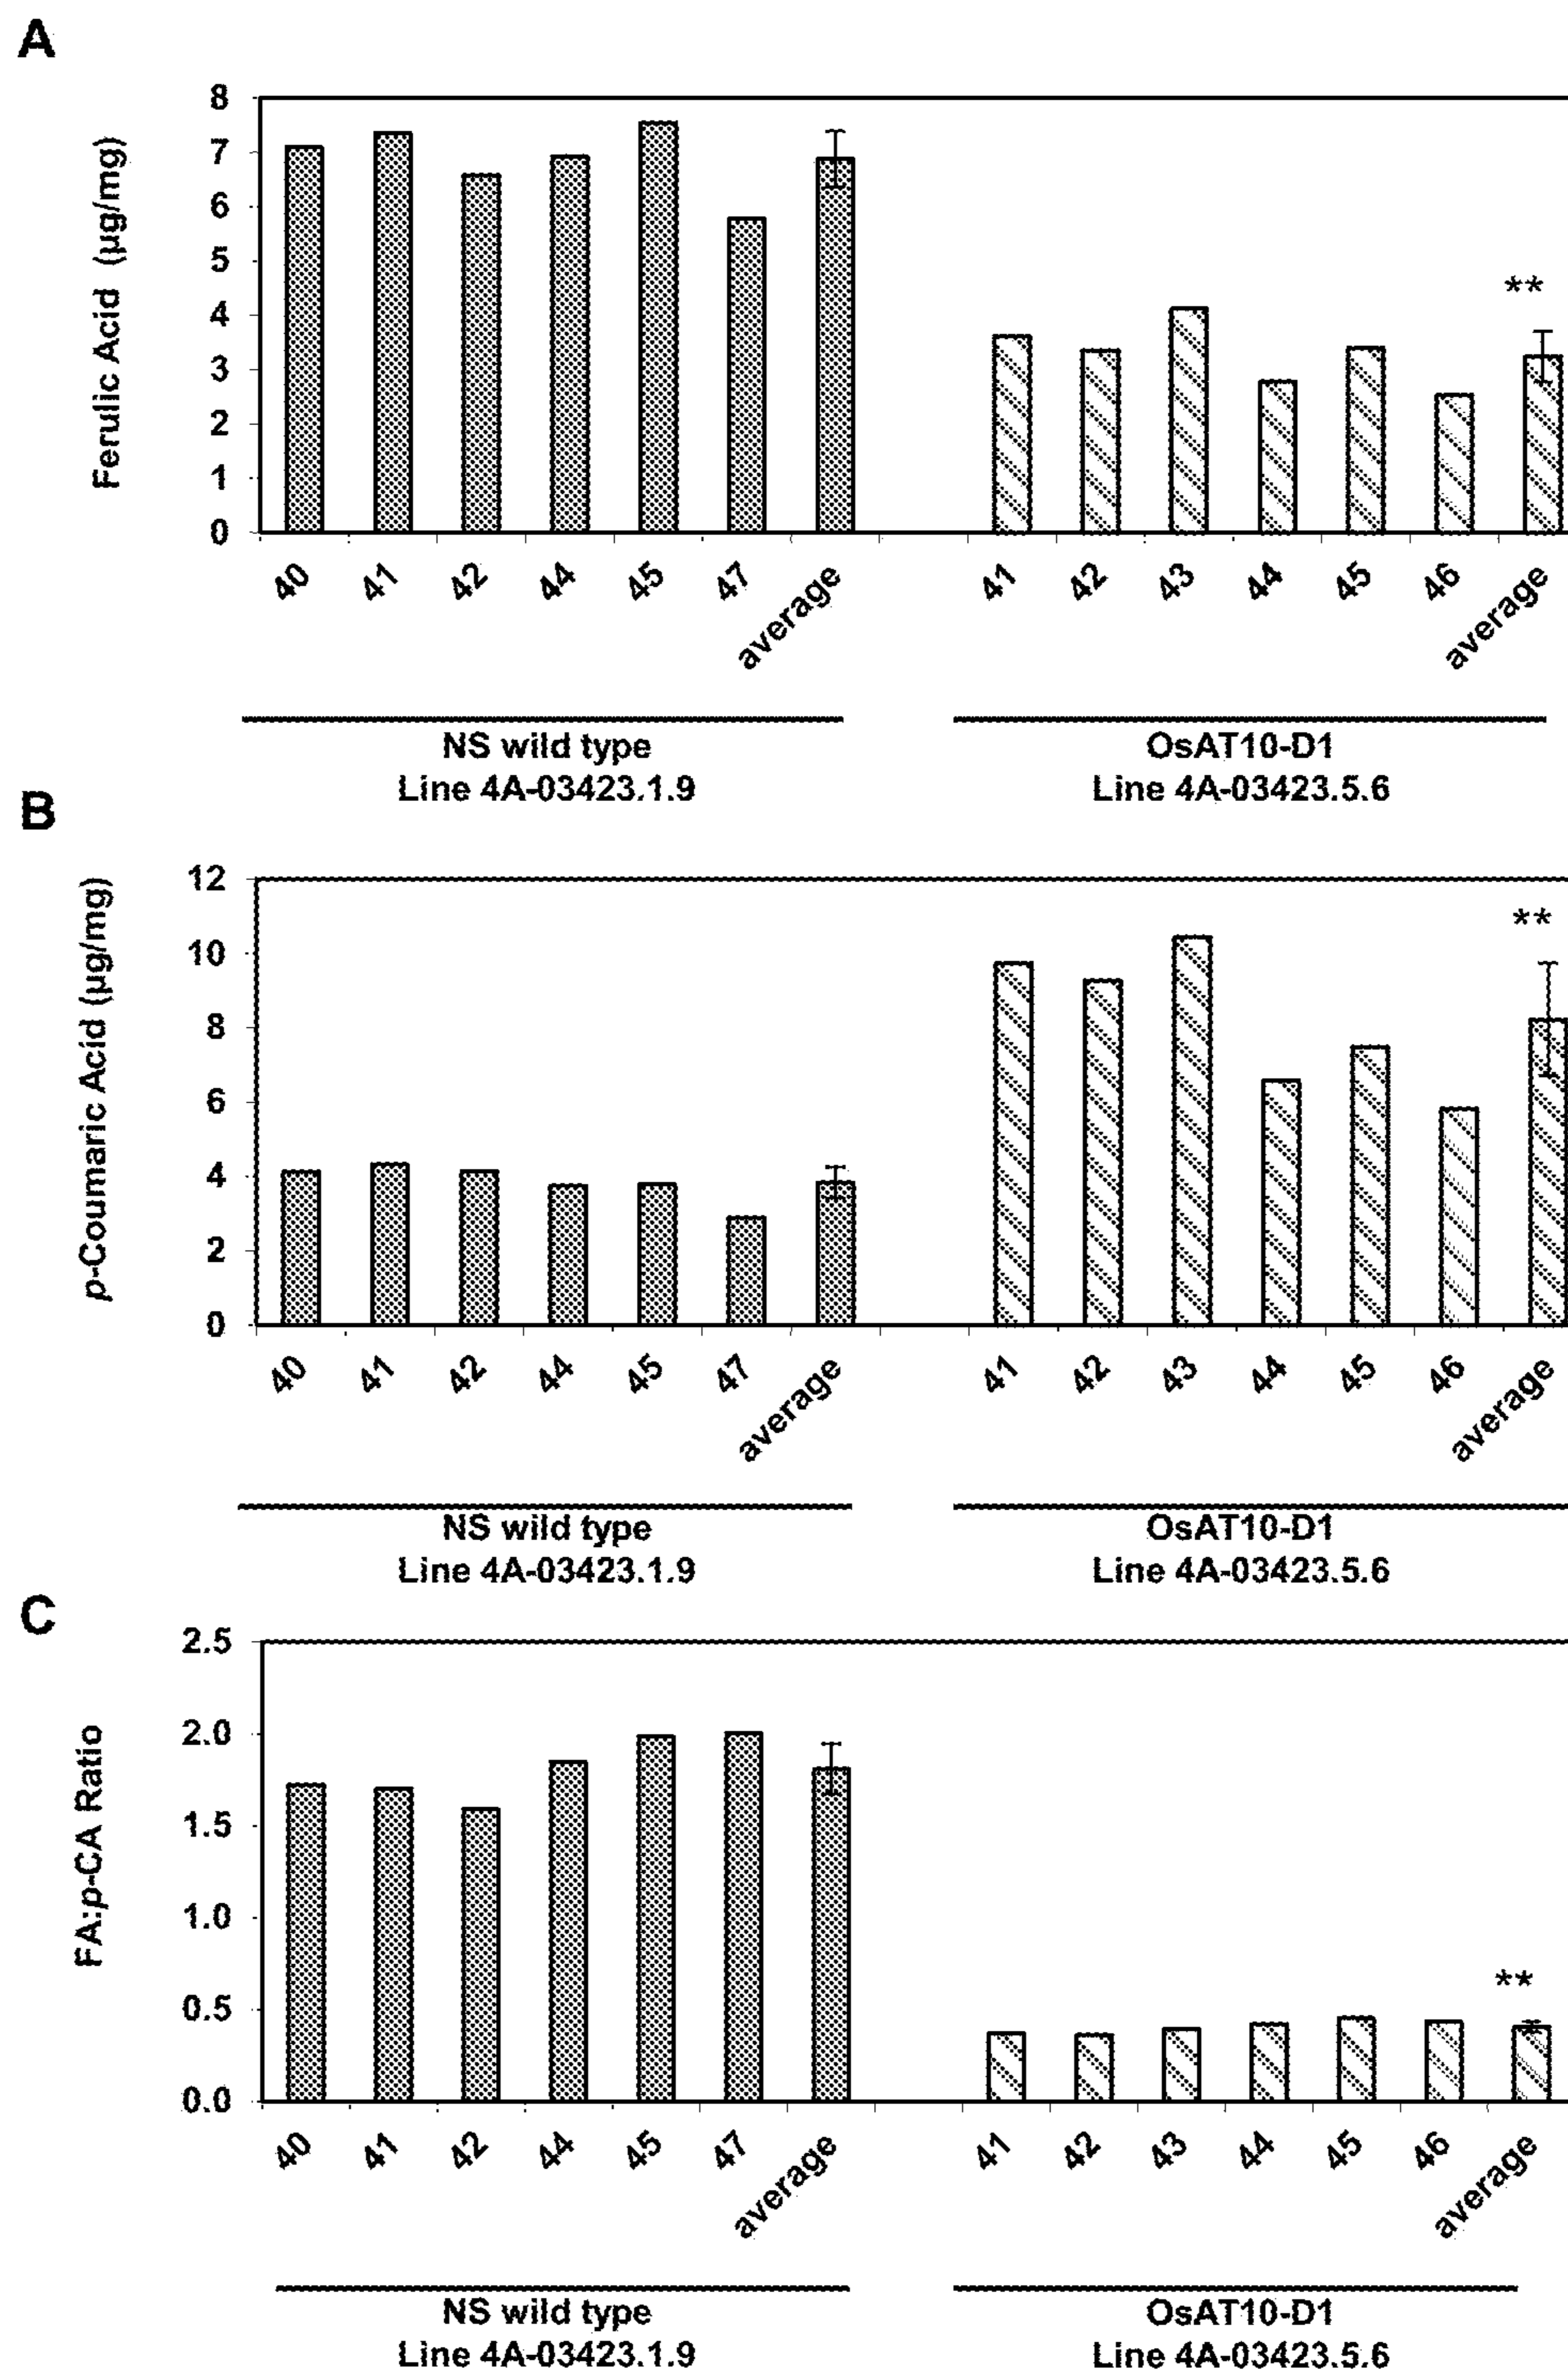 A
Ferulic Acid (µg/mg)
8
7
6
5
4
3
2
1
0
**
40 41 42 44 45 47 average 41 42 43 44 45 46 average
NS wild type OsAT10-D1
Line 4A-03423.1.9 Line 4A-03423.5.6
B
p-Coumaric Acid (µg/mg)
12
10
8
6
4
2
0
**
40 41 42 44 45 47 average 41 42 43 44 45 46 average
NS wild type OsAT10-D1
Line 4A-03423.1.9 Line 4A-03423.5.6
C
FA:p-CA Ratio
2.5
2.0
1.5
1.0
0.5
0.0
**
40 41 42 44 45 47 average 41 42 43 44 45 46 average
NS wild type OsAT10-D1
Line 4A-03423.1.9 Line 4A-03423.5.6